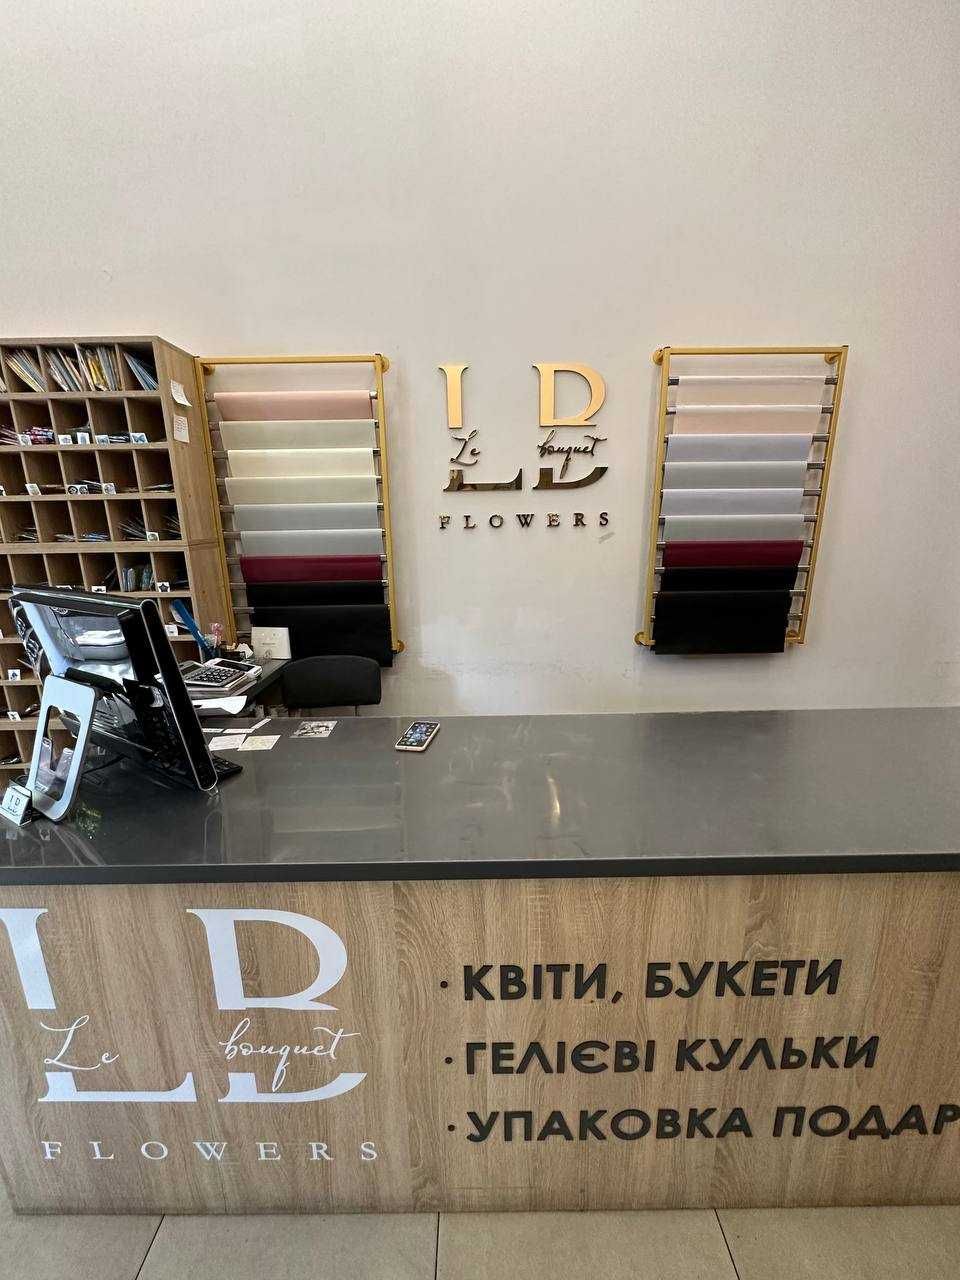 LB
Le bouquet
FLOWERS
LB
Le bouquet
FLOWERS
· КВІТИ, БУКЕТИ
· ГЕЛІЄВІ КУЛЬКИ
· УПАКОВКА ПОДАР